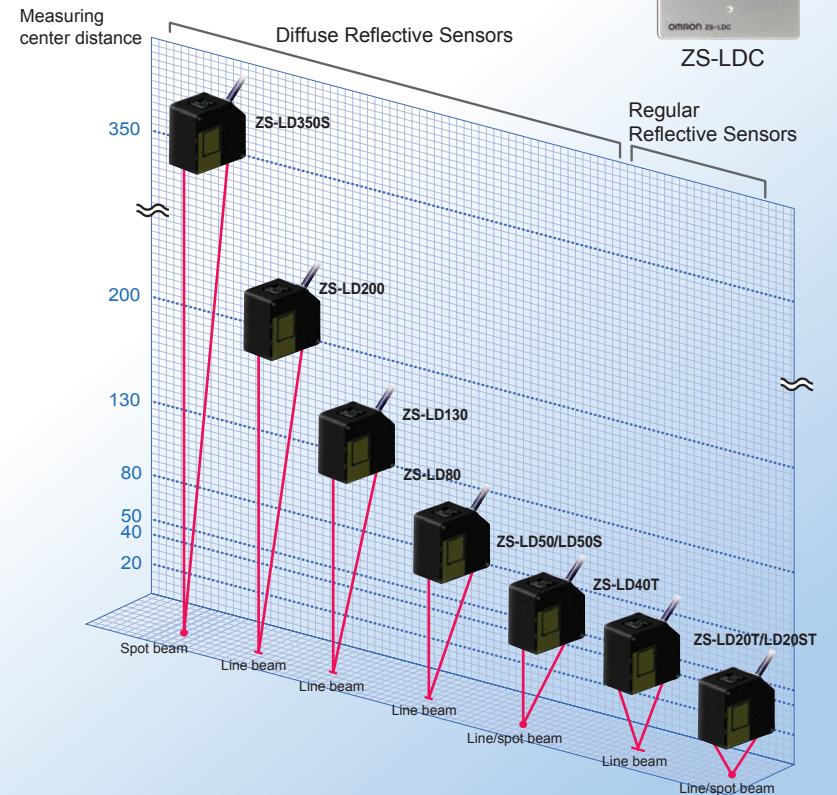 Measuring
center distance
Diffuse Reflective Sensors
OMRON ZS-LDC
ZS-LDC
Regular
Reflective Sensors
350
ZS-LD350S
200
ZS-LD200
130
ZS-LD130
80
ZS-LD80
50
40
ZS-LD50/LD50S
20
ZS-LD40T
ZS-LD20T/LD20ST
Spot beam
Line beam
Line beam
Line beam
Line/spot beam
Line beam
Line/spot beam